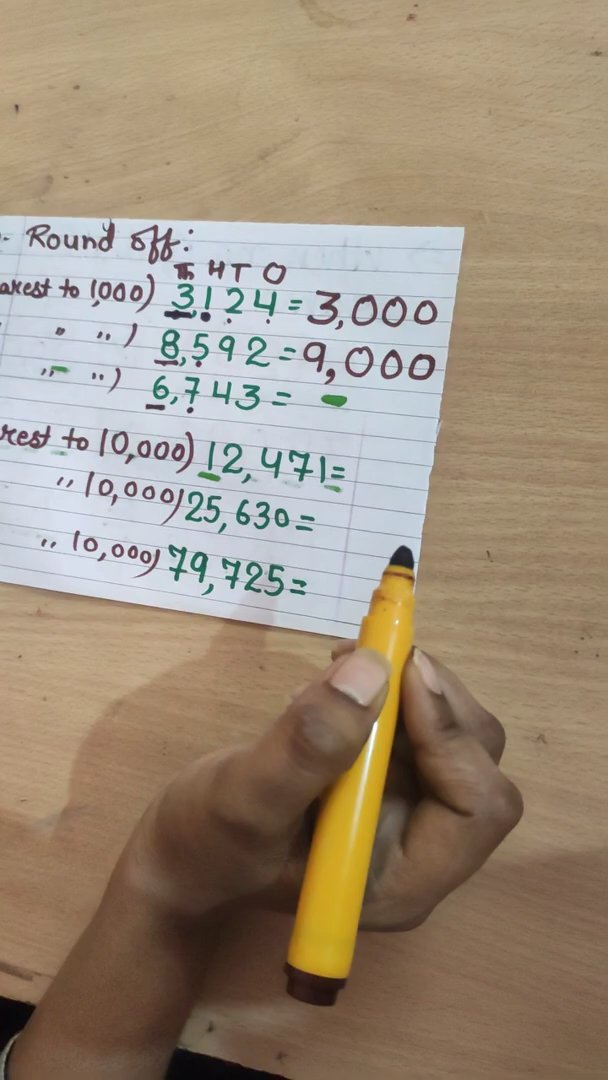 Round off:
Th H T O
arest to 1,000) 3,124 = 3,000
" " ) 8,592 = 9,000
" " ) 6,743 =
rest to 10,000) 12,471 =
" 10,000) 25,630 =
" 10,000) 79,725 =